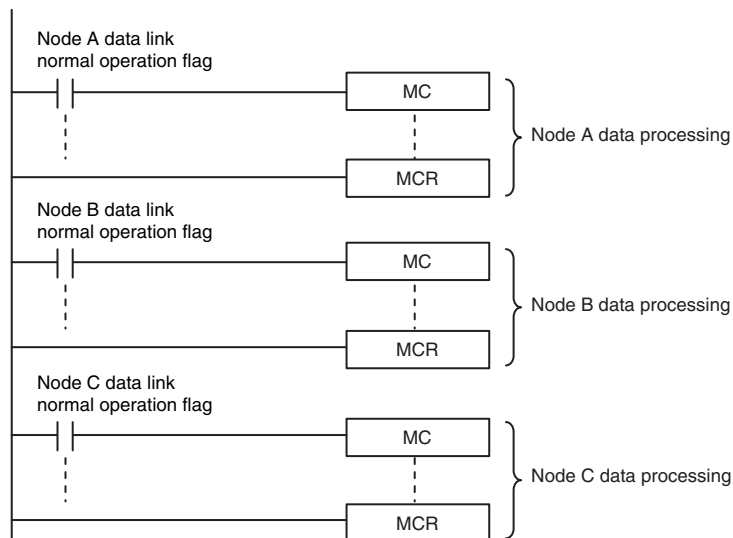 Node A data link
normal operation flag
MC
Node A data processing
MCR
Node B data link
normal operation flag
MC
Node B data processing
MCR
Node C data link
normal operation flag
MC
Node C data processing
MCR